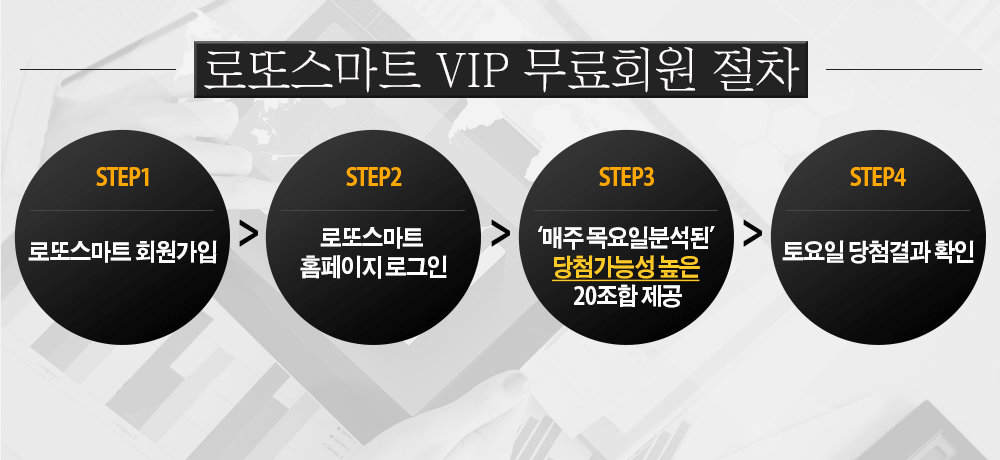 로또스마트 VIP 무료회원 절차
STEP1
로또스마트 회원가입
>
STEP2
로또스마트
홈페이지 로그인
>
STEP3
‘매주 목요일분석된’
당첨가능성 높은
20조합 제공
>
STEP4
토요일 당첨결과 확인